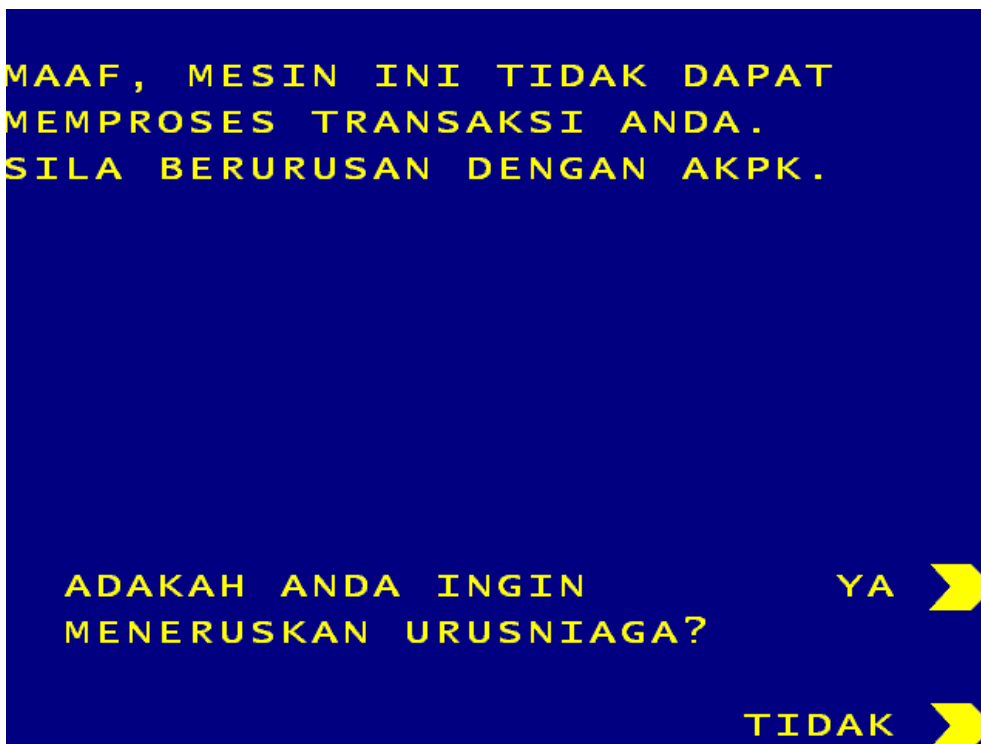 MAAF, MESIN INI TIDAK DAPAT
MEMPROSES TRANSAKSI ANDA.
SILA BERURUSAN DENGAN AKPK.
ADAKAH ANDA INGIN YA
MENERUSKAN URUSNIAGA?
TIDAK